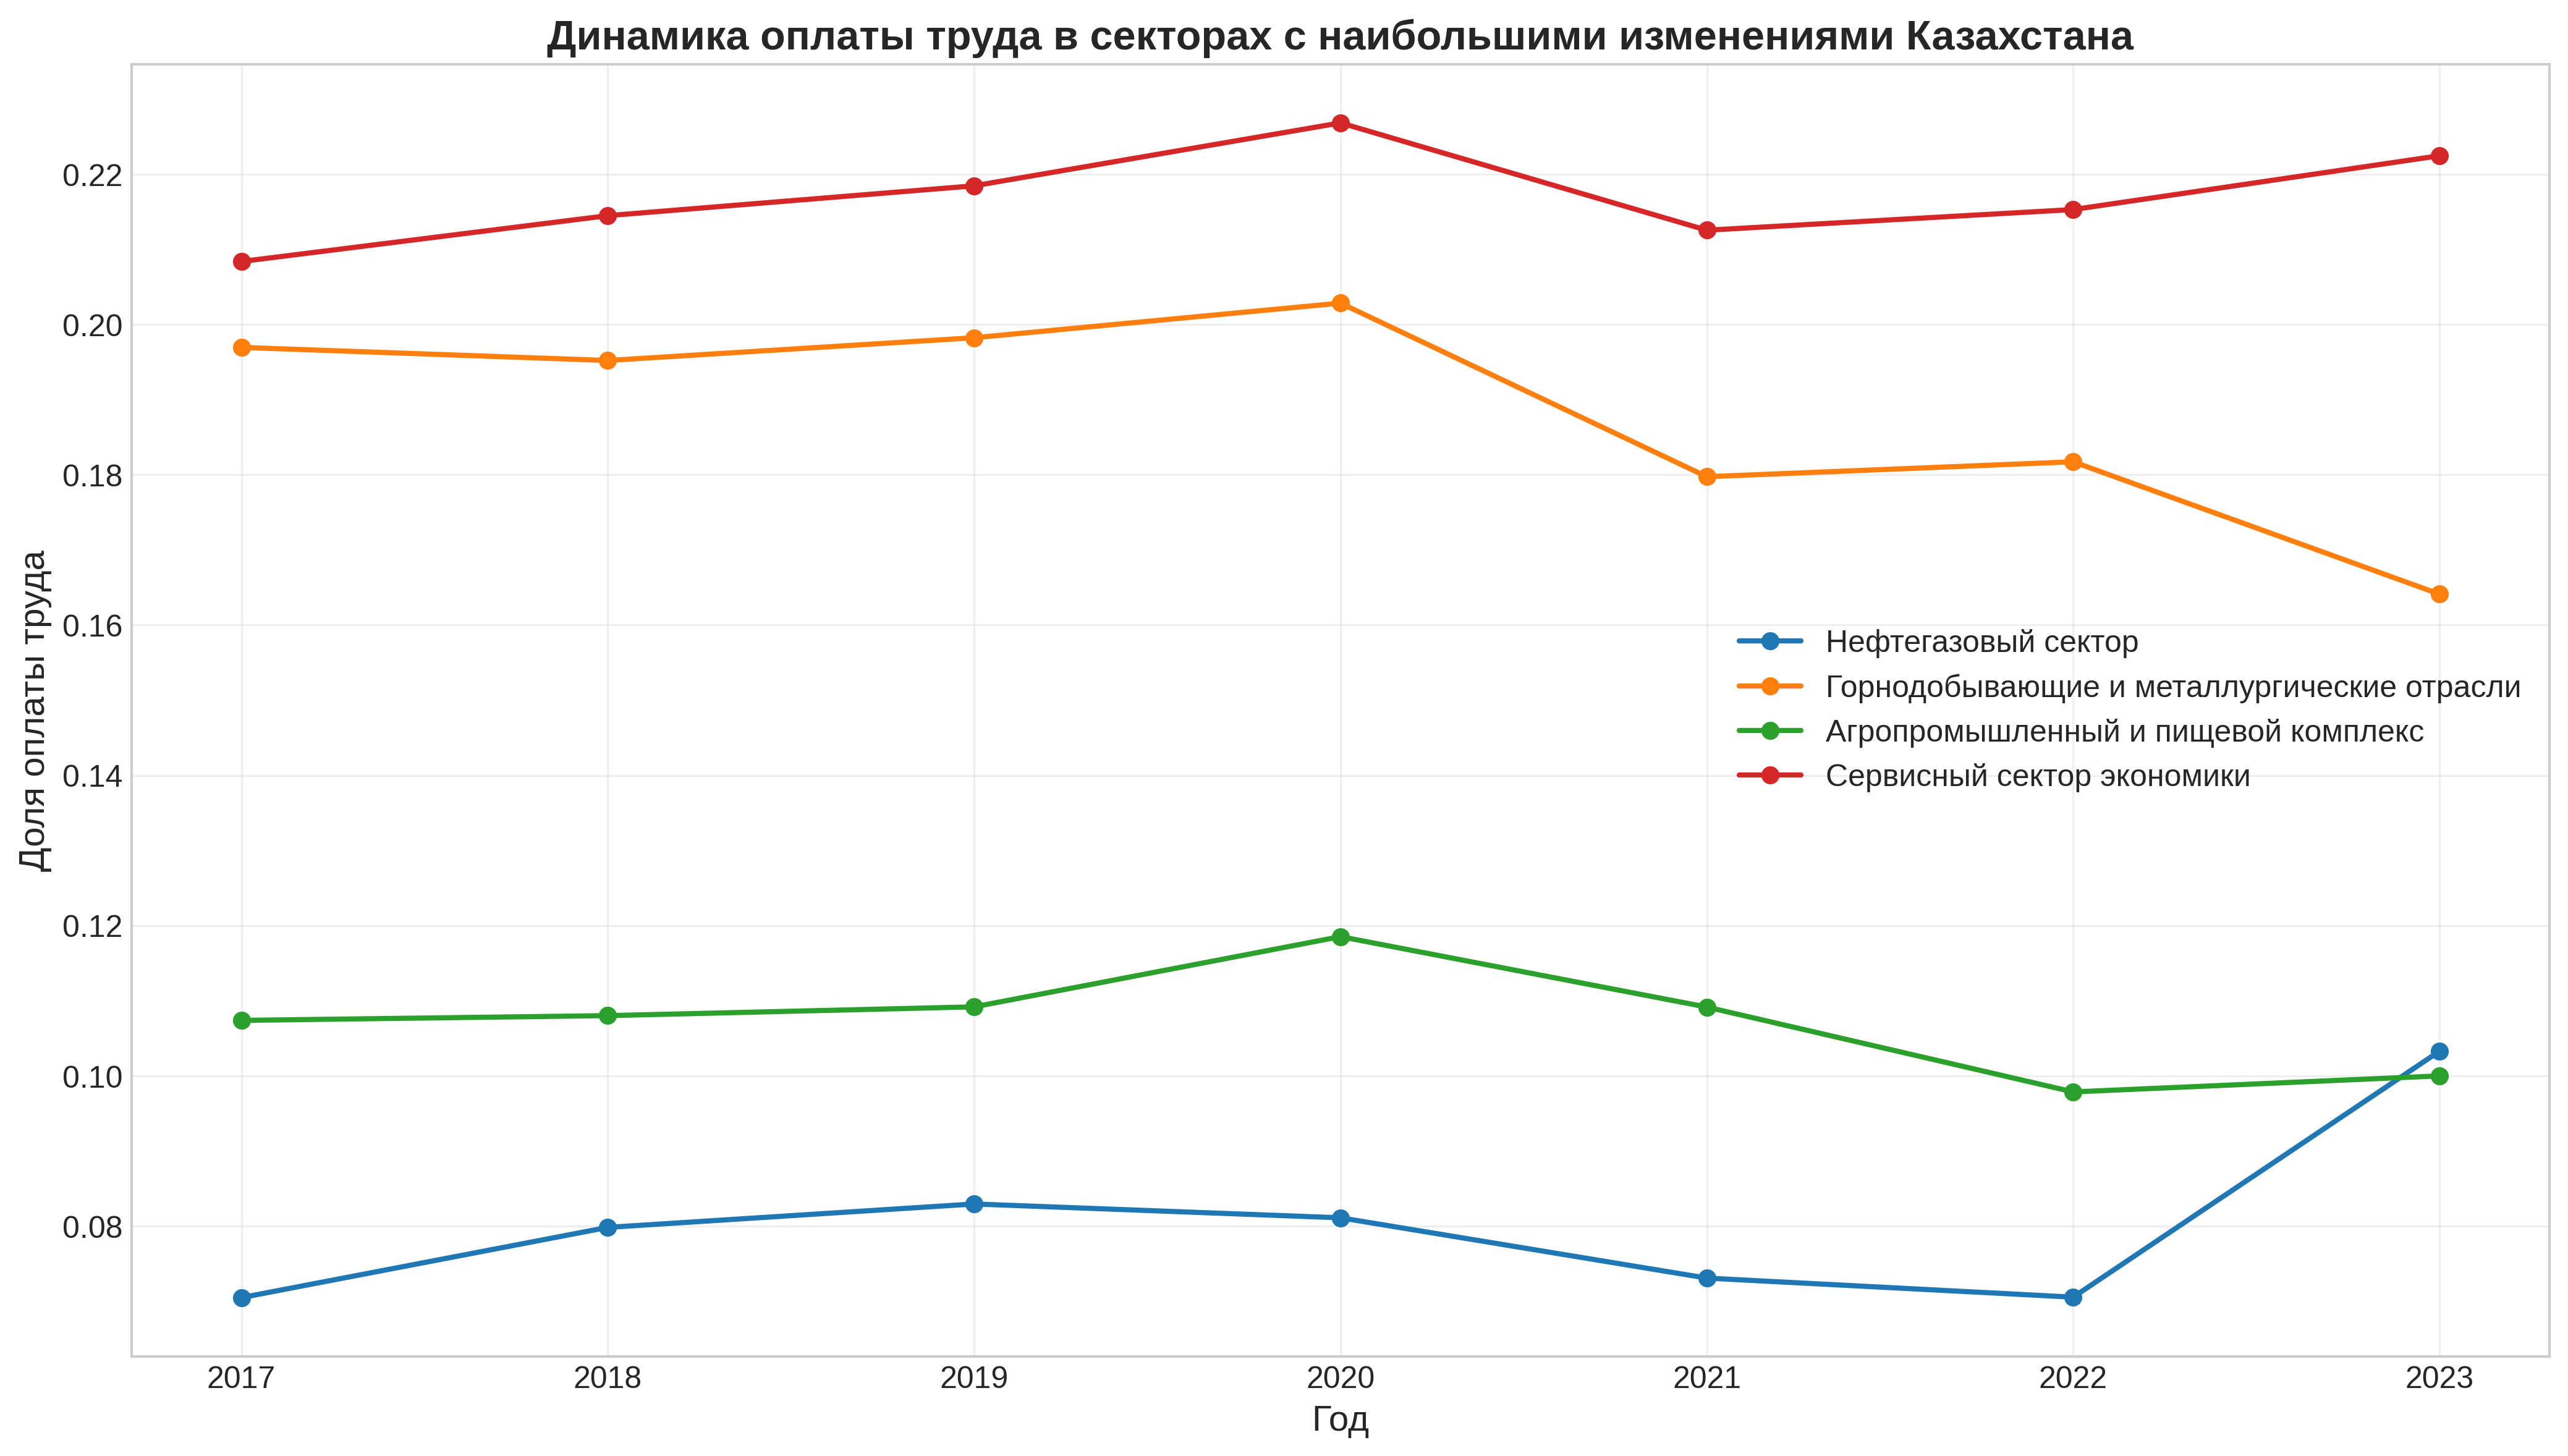 Динамика оплаты труда в секторах с наибольшими изменениями Казахстана
Доля оплаты труда
0.22
0.20
0.18
0.16
0.14
0.12
0.10
0.08
Нефтегазовый сектор
Горнодобывающие и металлургические отрасли
Агропромышленный и пищевой комплекс
Сервисный сектор экономики
2017 2018 2019 2020 2021 2022 2023
Год